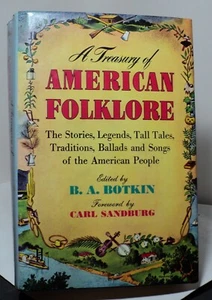 A Treasury of
AMERICAN
FOLKLORE
The Stories, Legends, Tall Tales,
Traditions, Ballads and Songs
of the American People
Edited by
B. A. BOTKIN
Foreword by
CARL SANDBURG